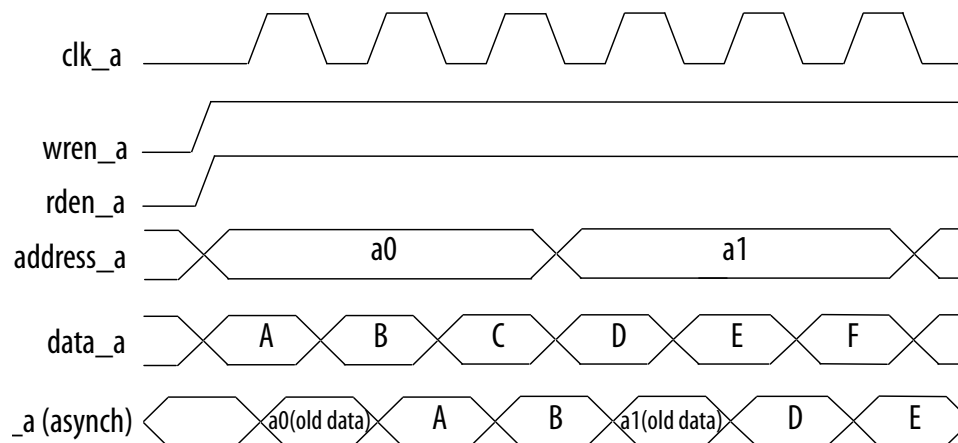 clk_a
wren_a
rden_a
address_a a0 a1
data_a A B C D E F
_a (asynch) a0(old data) A B a1(old data) D E